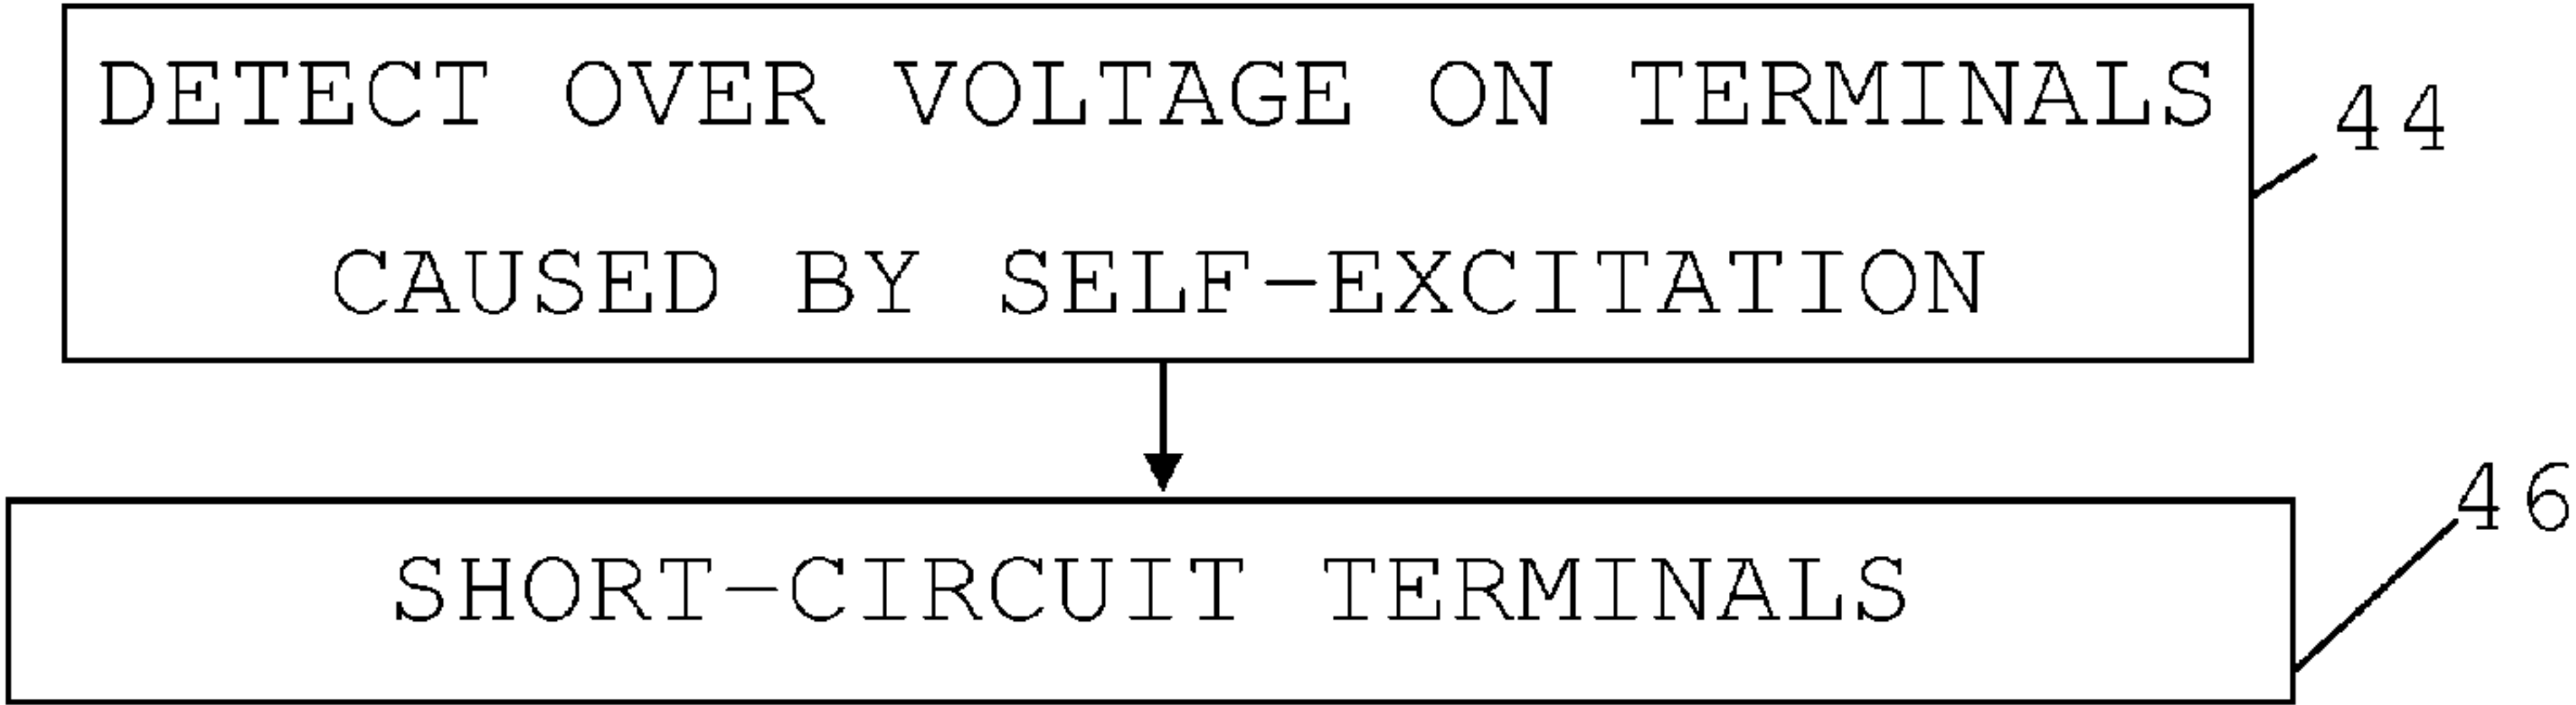 DETECT OVER VOLTAGE ON TERMINALS
44
CAUSED BY SELF-EXCITATION
46
SHORT-CIRCUIT TERMINALS